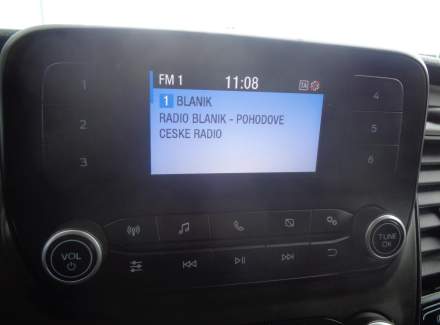 FM 1 11:08 TA
1 BLANIK
RADIO BLANIK - POHODOVE
CESKE RADIO
1 4
2 5
3 6
VOL
TUNE
OK